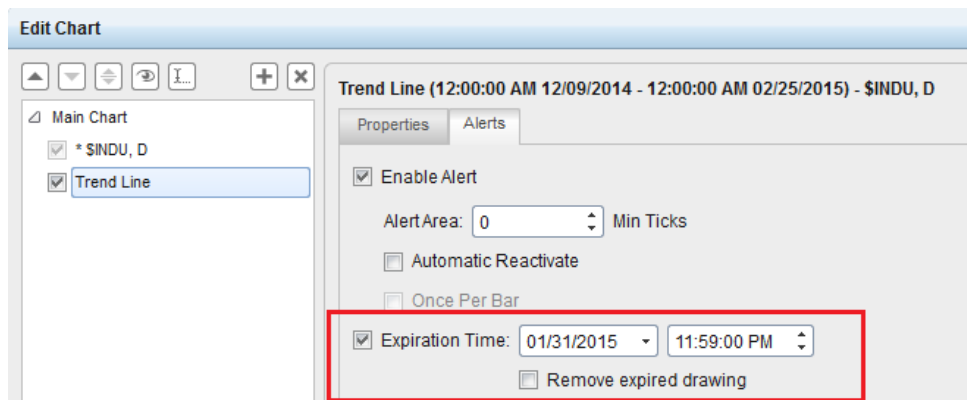 Edit Chart
I...
Trend Line (12:00:00 AM 12/09/2014 - 12:00:00 AM 02/25/2015) - $INDU, D
Main Chart
* $INDU, D
Trend Line
Properties Alerts
Enable Alert
Alert Area: 0 Min Ticks
Automatic Reactivate
Once Per Bar
Expiration Time: 01/31/2015 11:59:00 PM
Remove expired drawing